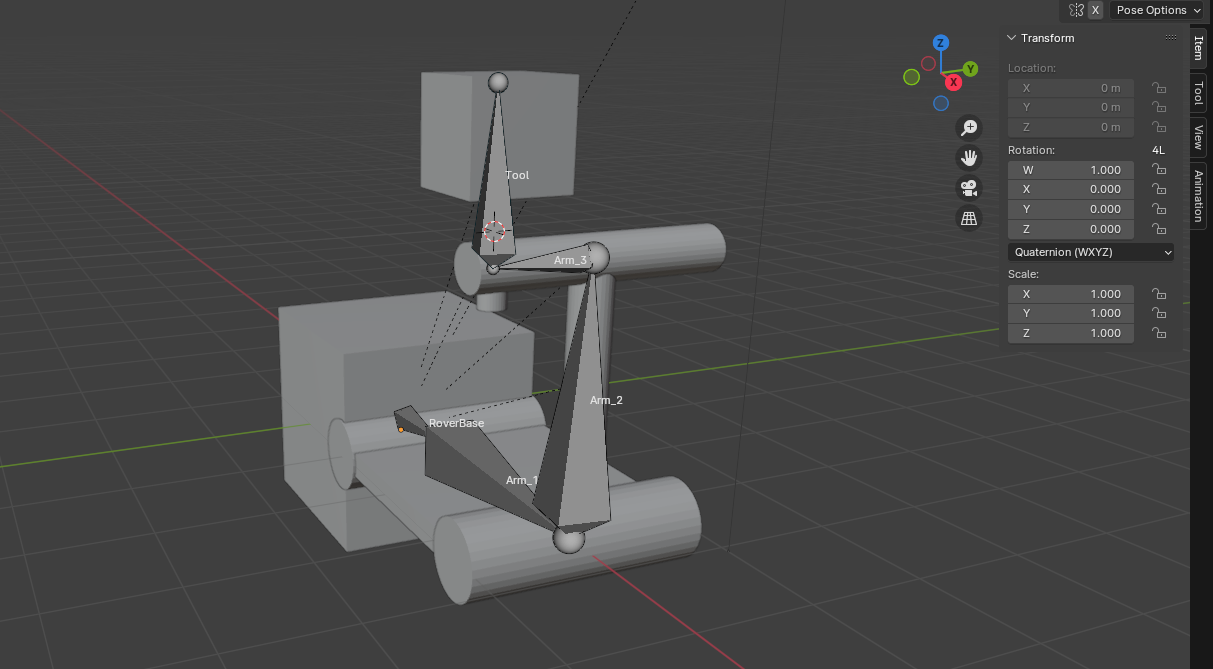 X
Pose Options
Transform
Location:
X 0 m
Y 0 m
Z 0 m
Rotation: 4L
W 1.000
X 0.000
Y 0.000
Z 0.000
Quaternion (WXYZ)
Scale:
X 1.000
Y 1.000
Z 1.000
Item
Tool
View
Animation
Z
Y
X
Tool
Arm_3
Arm_2
RoverBase
Arm_1